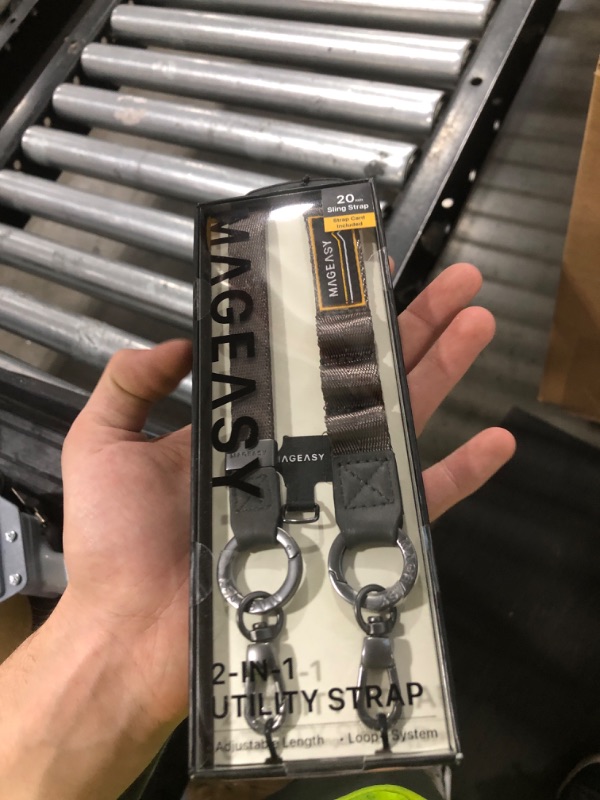 20mm
Sling Strap
Strap Card
Included
MAGEASY
MAGEASY
MAGEASY
2-IN-1
UTILITY STRAP
Adjustable Length • Loop System